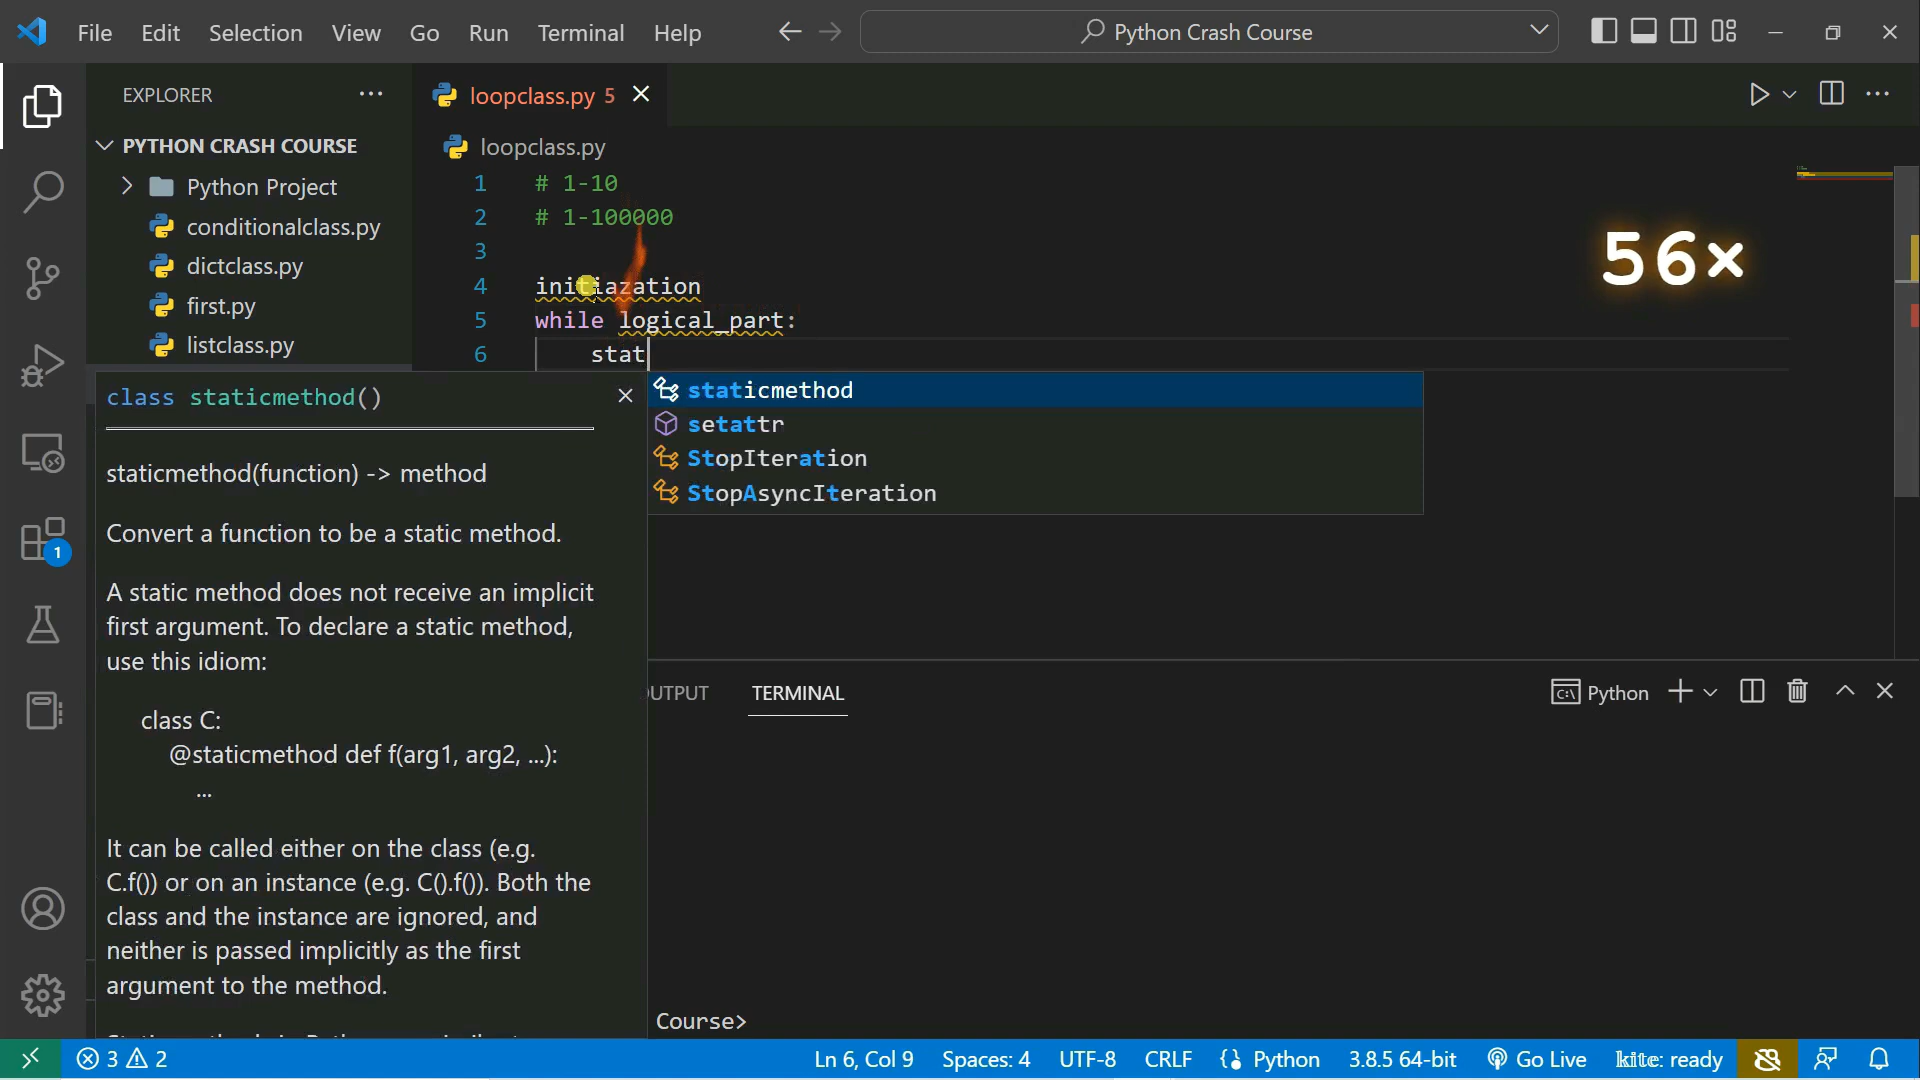 File Edit Selection View Go Run Terminal Help
Python Crash Course
EXPLORER
PYTHON CRASH COURSE
Python Project
conditionalclass.py
dictclass.py
first.py
listclass.py
loopclass.py 5
loopclass.py
1 # 1-10
2 # 1-100000
3
4 initiazation
5 while logical_part:
6 stat
56×
staticmethod
setattr
StopIteration
StopAsyncIteration
class staticmethod()
staticmethod(function) -> method
Convert a function to be a static method.
A static method does not receive an implicit
first argument. To declare a static method,
use this idiom:
class C:
@staticmethod def f(arg1, arg2, ...):
...
It can be called either on the class (e.g.
C.f()) or on an instance (e.g. C().f()). Both the
class and the instance are ignored, and
neither is passed implicitly as the first
argument to the method.
1
UTPUT TERMINAL
Python
Course>
3 2
Ln 6, Col 9 Spaces: 4 UTF-8 CRLF Python 3.8.5 64-bit Go Live kite: ready